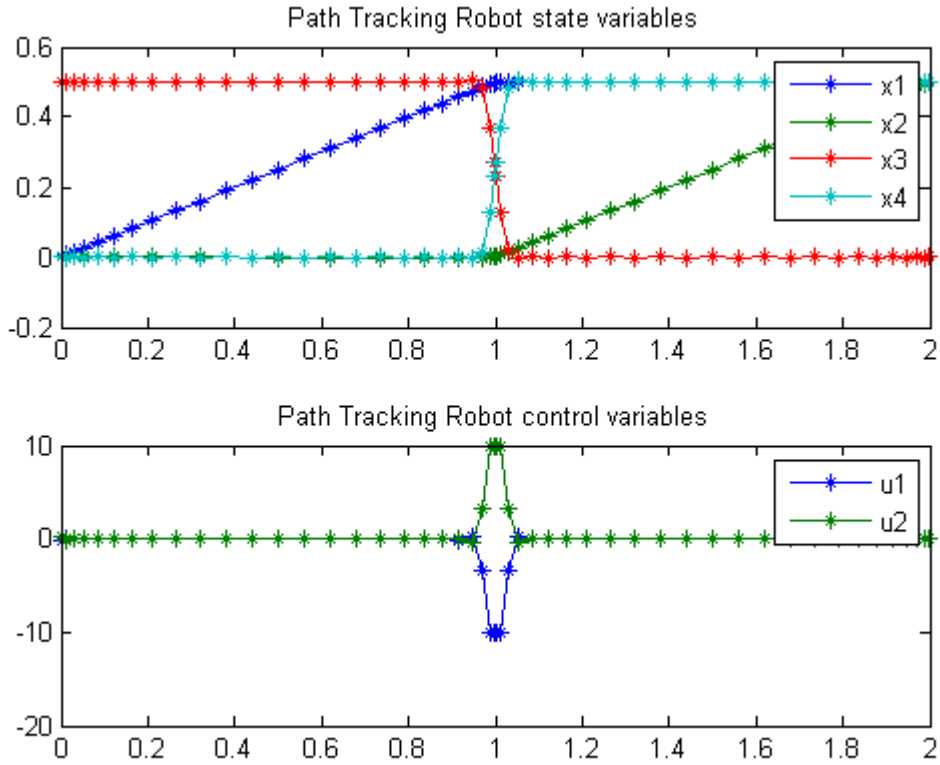 Path Tracking Robot state variables
0.6
0.4
0.2
0
-0.2
x1
x2
x3
x4
0 0.2 0.4 0.6 0.8 1 1.2 1.4 1.6 1.8 2
Path Tracking Robot control variables
10
0
-10
-20
u1
u2
0 0.2 0.4 0.6 0.8 1 1.2 1.4 1.6 1.8 2